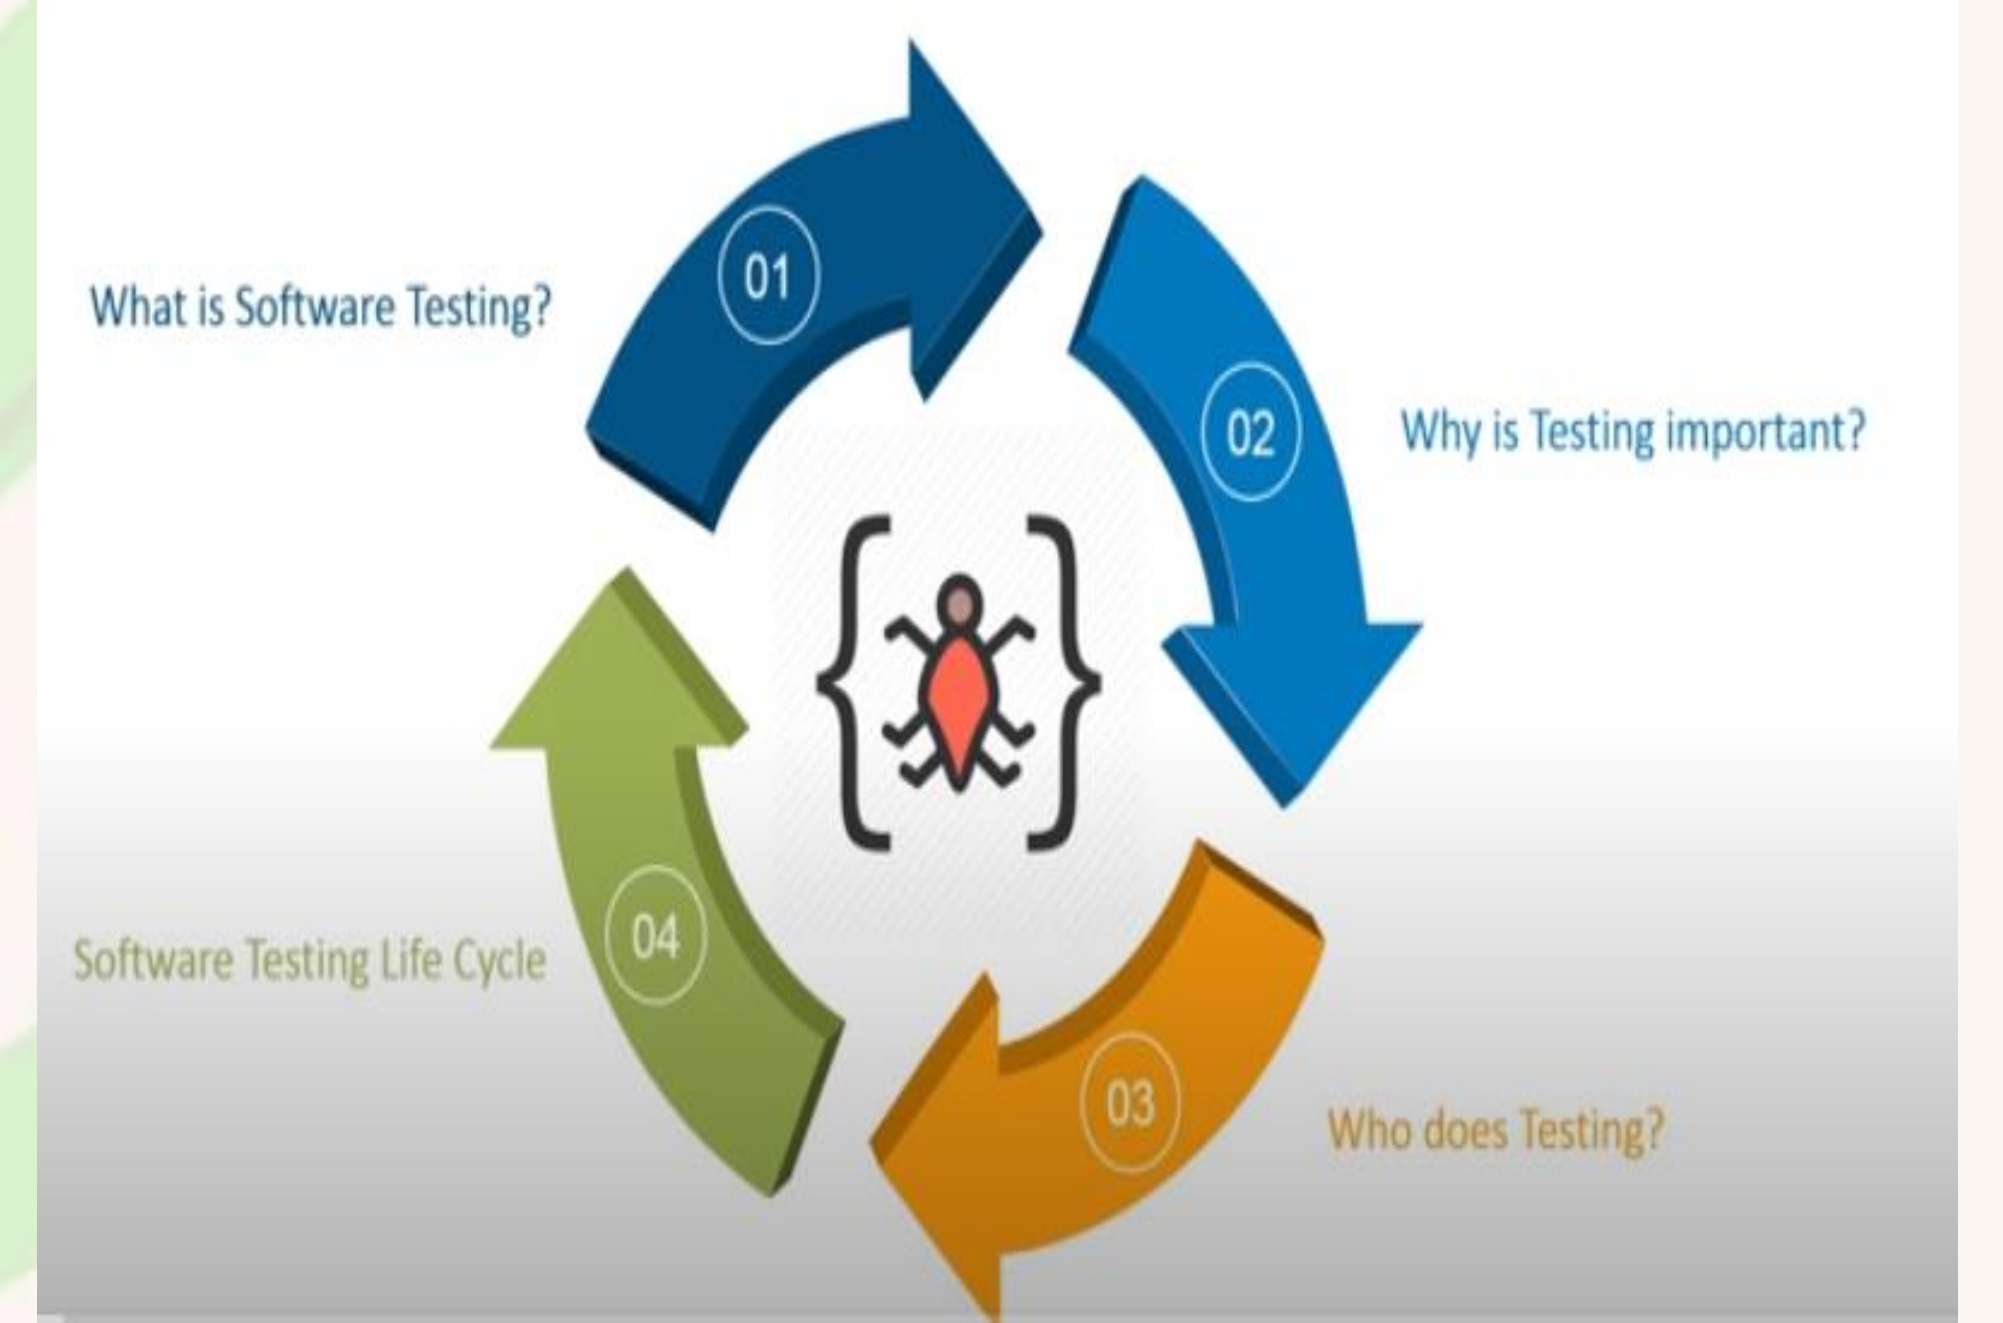 01
What is Software Testing?
02
Why is Testing important?
03
Who does Testing?
04
Software Testing Life Cycle